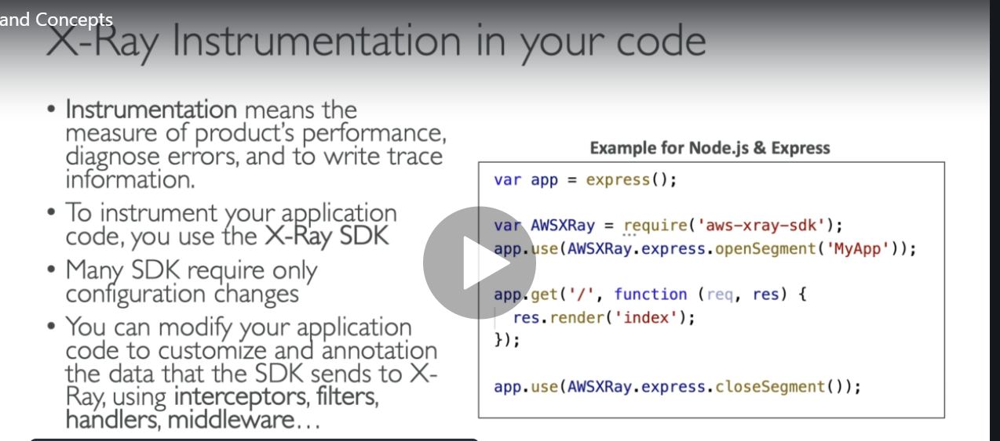 and Concepts
X-Ray Instrumentation in your code
• Instrumentation means the
measure of product's performance,
diagnose errors, and to write trace
information.
• To instrument your application
code, you use the X-Ray SDK
• Many SDK require only
configuration changes
• You can modify your application
code to customize and annotation
the data that the SDK sends to X-
Ray, using interceptors, filters,
handlers, middleware…
Example for Node.js & Express
var app = express();
var AWSXRay = require('aws-xray-sdk');
app.use(AWSXRay.express.openSegment('MyApp'));
app.get('/', function (req, res) {
  res.render('index');
});
app.use(AWSXRay.express.closeSegment());